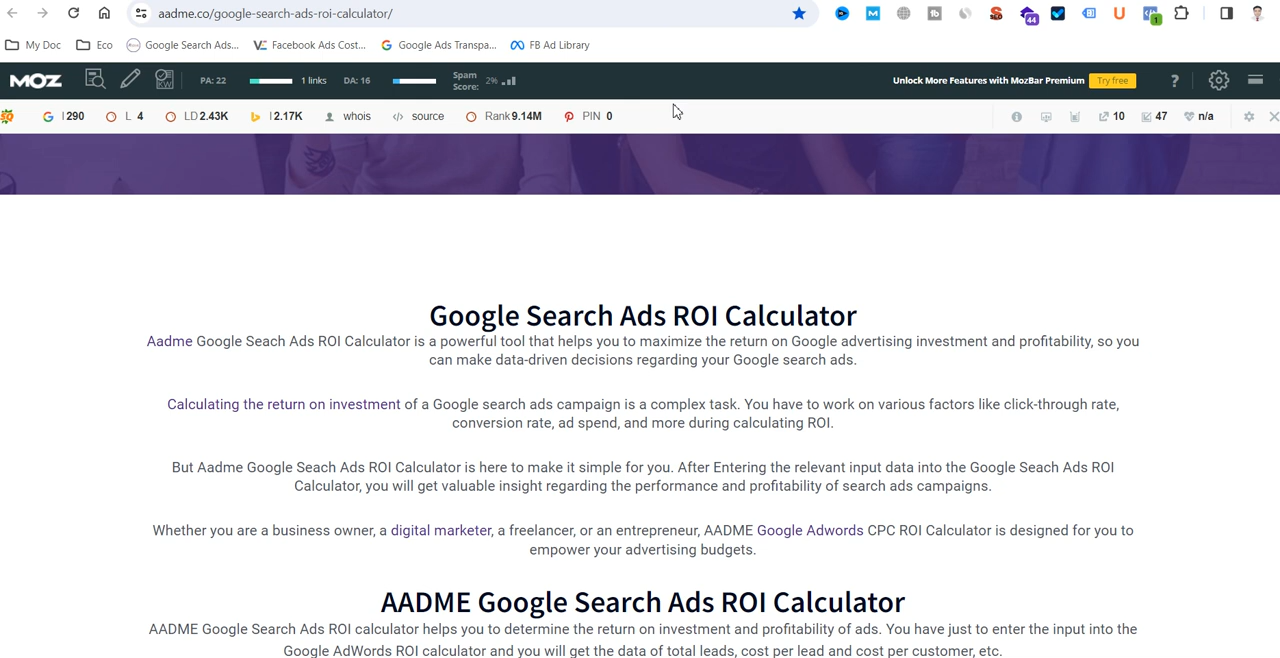 aadme.co/google-search-ads-roi-calculator/
44
1
My Doc
Eco
Google Search Ads...
Facebook Ads Cost...
Google Ads Transpa...
FB Ad Library
MOZ
PA: 22
1 links
DA: 16
Spam
Score:
2%
Unlock More Features with MozBar Premium
Try free
?
I 290
L 4
LD 2.43K
I 2.17K
whois
source
Rank 9.14M
PIN 0
10
47
n/a
Google Search Ads ROI Calculator
Aadme Google Seach Ads ROI Calculator is a powerful tool that helps you to maximize the return on Google advertising investment and profitability, so you
can make data-driven decisions regarding your Google search ads.
Calculating the return on investment of a Google search ads campaign is a complex task. You have to work on various factors like click-through rate,
conversion rate, ad spend, and more during calculating ROI.
But Aadme Google Seach Ads ROI Calculator is here to make it simple for you. After Entering the relevant input data into the Google Seach Ads ROI
Calculator, you will get valuable insight regarding the performance and profitability of search ads campaigns.
Whether you are a business owner, a digital marketer, a freelancer, or an entrepreneur, AADME Google Adwords CPC ROI Calculator is designed for you to
empower your advertising budgets.
AADME Google Search Ads ROI Calculator
AADME Google Search Ads ROI calculator helps you to determine the return on investment and profitability of ads. You have just to enter the input into the
Google AdWords ROI calculator and you will get the data of total leads, cost per lead and cost per customer, etc.